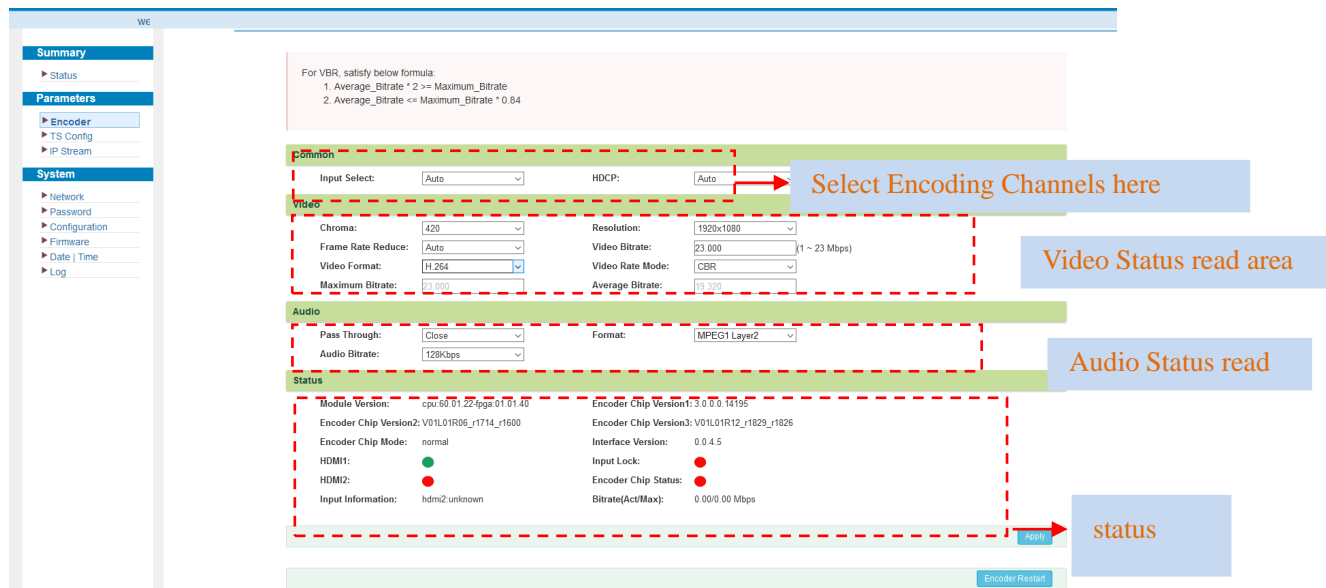 we
Summary
Status
Parameters
Encoder
TS Config
IP Stream
System
Network
Password
Configuration
Firmware
Date | Time
Log
For VBR, satisfy below formula:
1. Average_Bitrate * 2 >= Maximum_Bitrate
2. Average_Bitrate <= Maximum_Bitrate * 0.84
Common
Input Select: Auto HDCP: Auto
Select Encoding Channels here
Video
Chroma: 420 Resolution: 1920x1080
Frame Rate Reduce: Auto Video Bitrate: 23.000 (1 ~ 23 Mbps)
Video Format: H.264 Video Rate Mode: CBR
Maximum Bitrate: 23.000 Average Bitrate: 19.320
Video Status read area
Audio
Pass Through: Close Format: MPEG1 Layer2
Audio Bitrate: 128Kbps
Audio Status read
Status
Module Version: cpu:60.01.22-fpga:01.01.40 Encoder Chip Version1: 3.0.0.0.14195
Encoder Chip Version2: V01L01R06_r1714_r1600 Encoder Chip Version3: V01L01R12_r1829_r1826
Encoder Chip Mode: normal Interface Version: 0.0.4.5
HDMI1: Input Lock:
HDMI2: Encoder Chip Status:
Input Information: hdmi2:unknown Bitrate(Act/Max): 0.00/0.00 Mbps
status
Apply
Encoder Restart